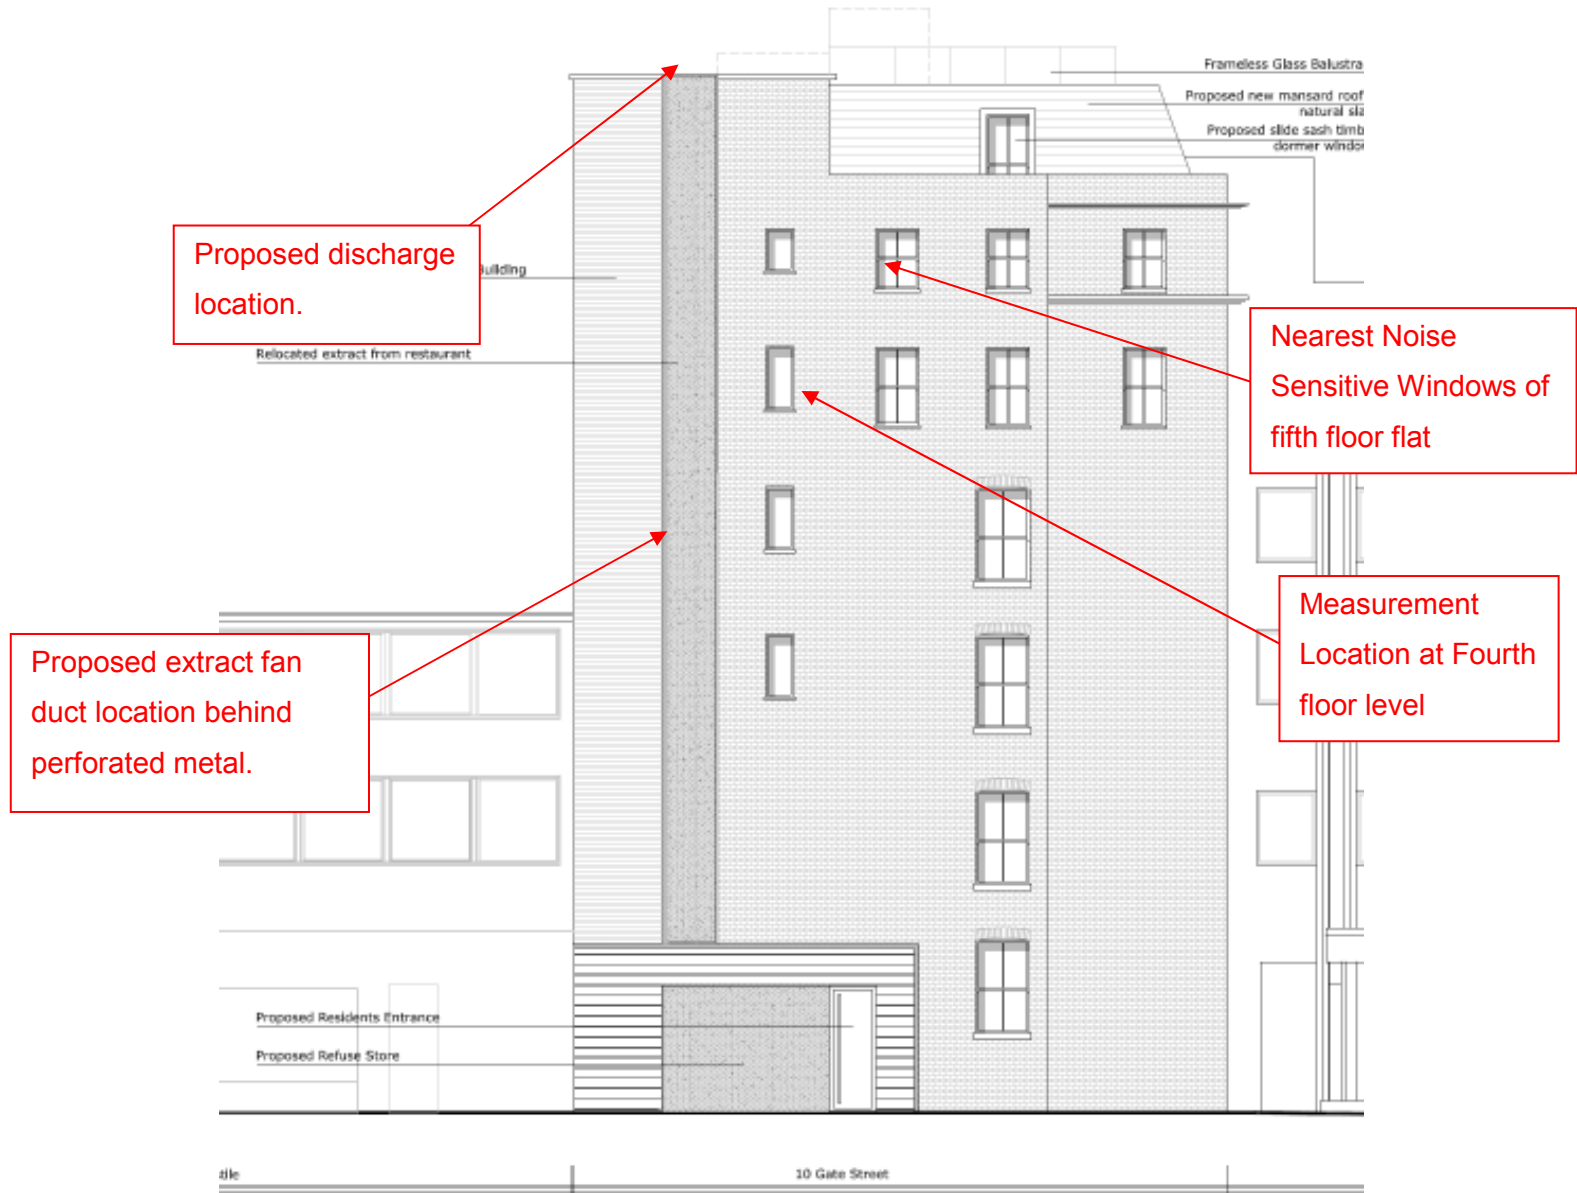 Frameless Glass Balustra
Proposed new mansard roof
natural sla
Proposed slide sash timb
dormer windo
Proposed discharge
location.
Building
Relocated extract from restaurant
Nearest Noise
Sensitive Windows of
fifth floor flat
Measurement
Location at Fourth
floor level
Proposed extract fan
duct location behind
perforated metal.
Proposed Residents Entrance
Proposed Refuse Store
10 Gate Street